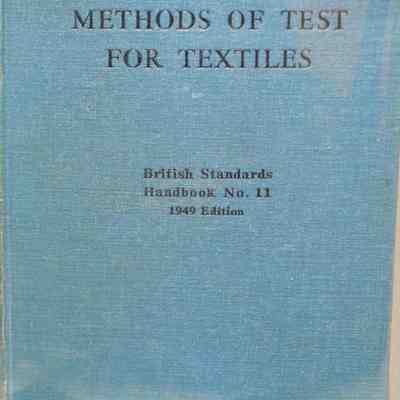 METHODS OF TEST
FOR TEXTILES
British Standards
Handbook No. 11
1949 Edition